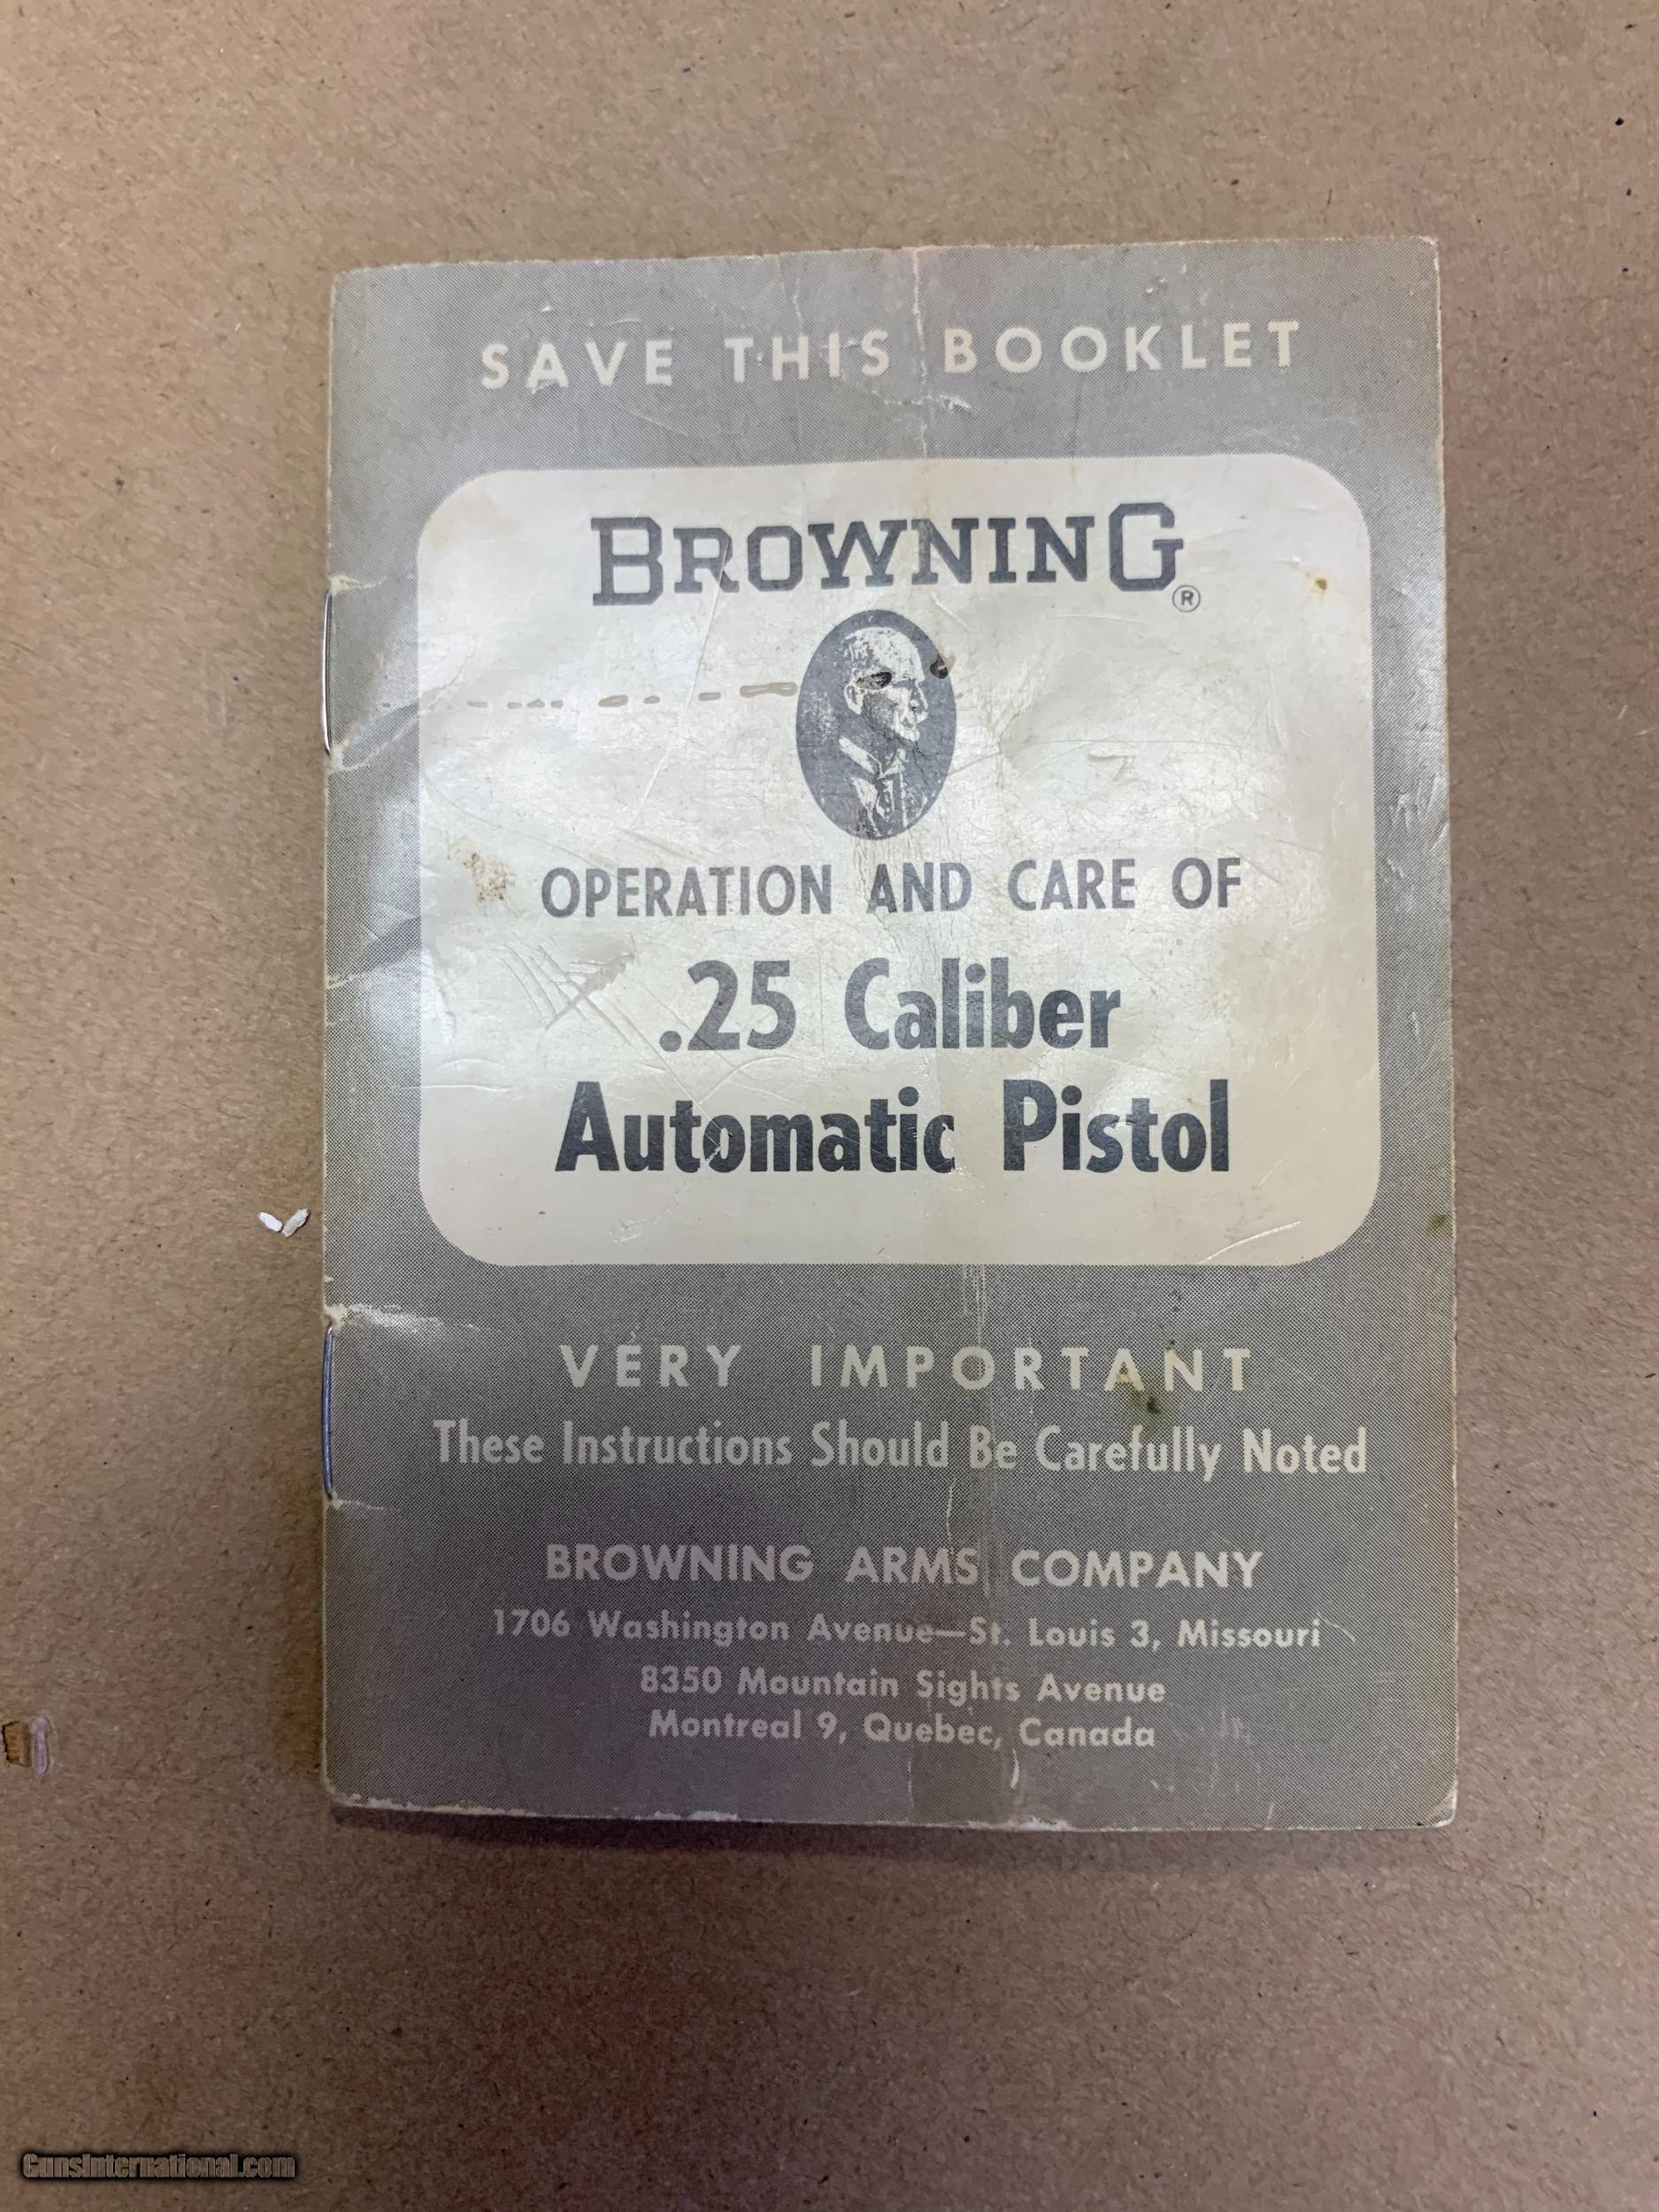 SAVE THIS BOOKLET
BROWNING®
OPERATION AND CARE OF
.25 Caliber
Automatic Pistol
VERY IMPORTANT
These Instructions Should Be Carefully Noted
BROWNING ARMS COMPANY
1706 Washington Avenue—St. Louis 3, Missouri
8350 Mountain Sights Avenue
Montreal 9, Quebec, Canada
GunsInternational.com